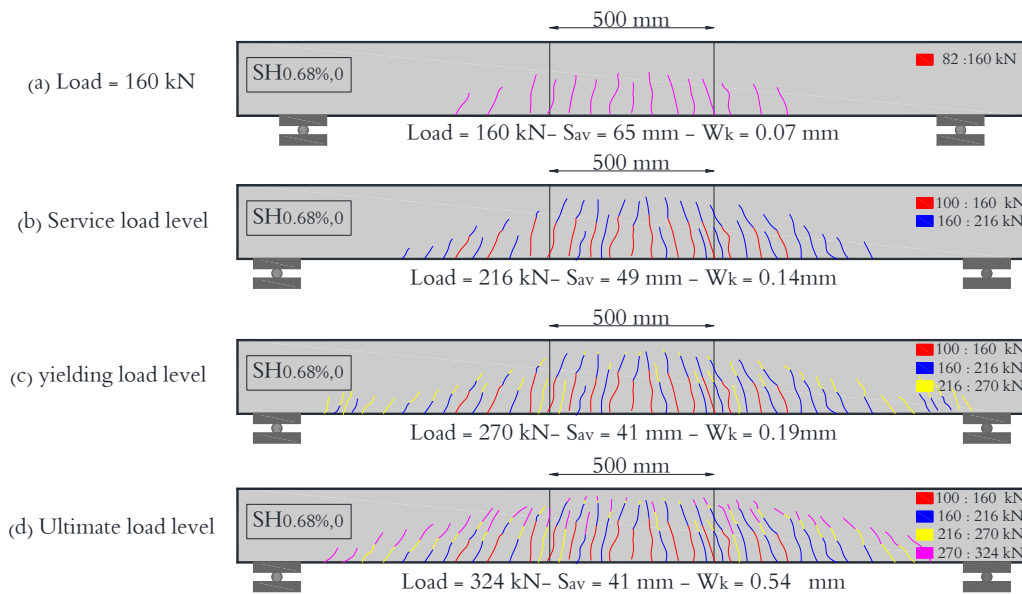 500 mm
(a) Load = 160 kN
SH0.68%,0
82 :160 kN
Load = 160 kN– Sav = 65 mm – Wk = 0.07 mm
500 mm
(b) Service load level
SH0.68%,0
100 : 160 kN
160 : 216 kN
Load = 216 kN– Sav = 49 mm – Wk = 0.14mm
500 mm
(c) yielding load level
SH0.68%,0
100 : 160 kN
160 : 216 kN
216 : 270 kN
Load = 270 kN– Sav = 41 mm – Wk = 0.19mm
500 mm
(d) Ultimate load level
SH0.68%,0
100 : 160 kN
160 : 216 kN
216 : 270 kN
270 : 324 kN
Load = 324 kN– Sav = 41 mm – Wk = 0.54 mm